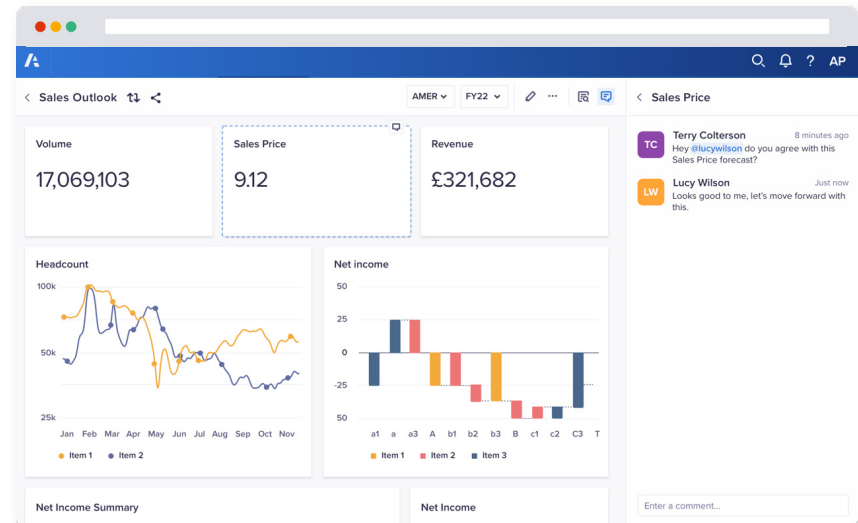 AP
Sales Outlook
AMER
FY22
Sales Price
Volume
17,069,103
Sales Price
9.12
Revenue
£321,682
TC
Terry Colterson
8 minutes ago
Hey @lucywilson do you agree with this
Sales Price forecast?
LW
Lucy Wilson
Just now
Looks good to me, let's move forward with
this.
Headcount
100k
50k
25k
Jan Feb Mar Apr May Jun Jul Aug Sep Oct Nov
Item 1 Item 2
Net income
50
25
0
-25
50
a1 a a3 A b1 b2 b3 B c1 c2 C3 T
Item 1 Item 2 Item 3
Net Income Summary
Net Income
Enter a comment...